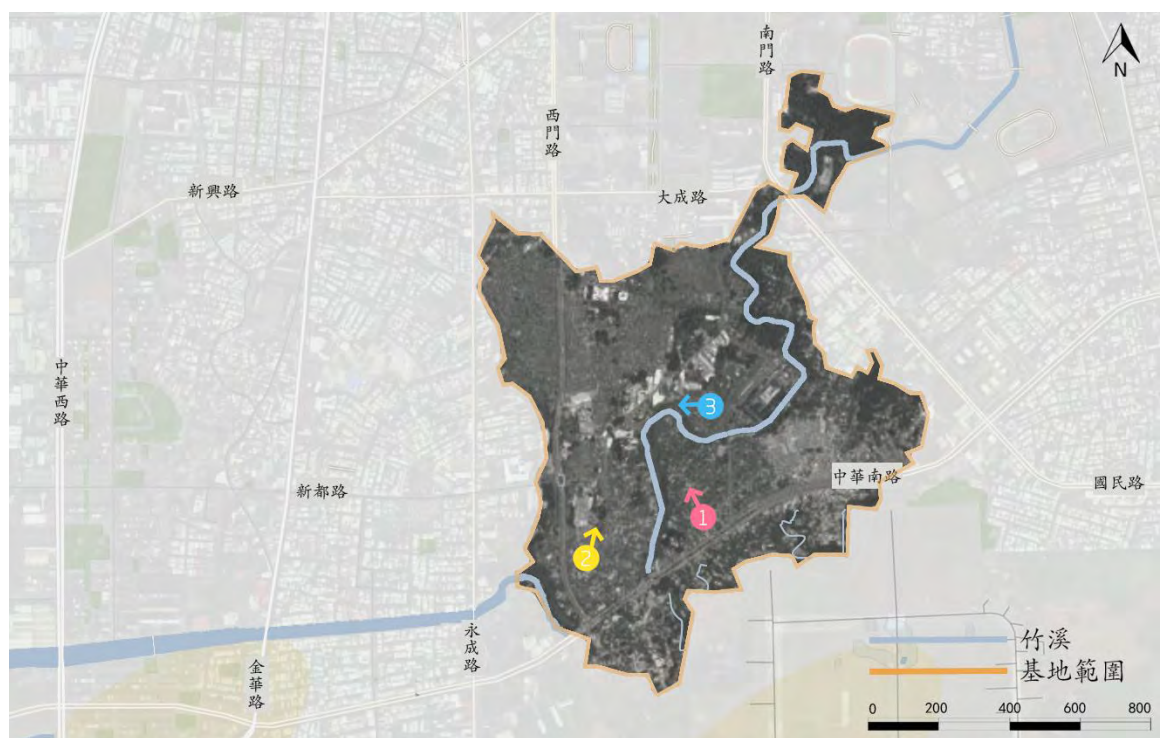 南門路
西門路
N
新興路
大成路
中華西路
3
中華南路
國民路
新都路
1
2
永成路
金華路
竹溪
基地範圍
0 200 400 600 800